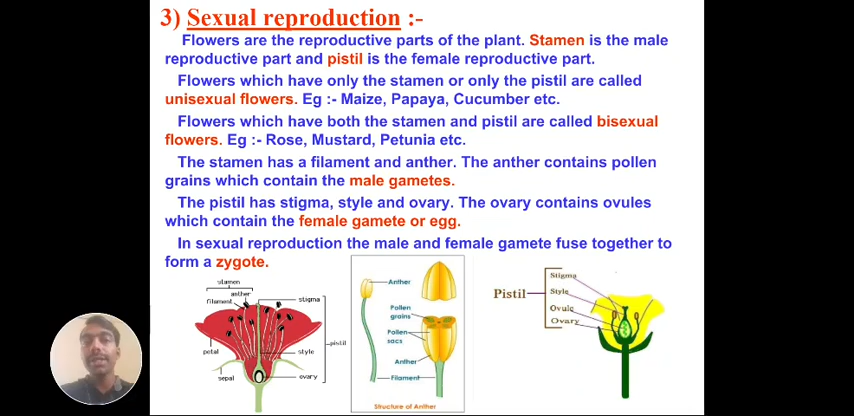 3) Sexual reproduction :-
Flowers are the reproductive parts of the plant. Stamen is the male
reproductive part and pistil is the female reproductive part.
Flowers which have only the stamen or only the pistil are called
unisexual flowers. Eg :- Maize, Papaya, Cucumber etc.
Flowers which have both the stamen and pistil are called bisexual
flowers. Eg :- Rose, Mustard, Petunia etc.
The stamen has a filament and anther. The anther contains pollen
grains which contain the male gametes.
The pistil has stigma, style and ovary. The ovary contains ovules
which contain the female gamete or egg.
In sexual reproduction the male and female gamete fuse together to
form a zygote.
stamen
anther
filament
stigma
pistil
petal
style
sepal
ovary
Anther
Pollen
grains
Pollen
sacs
Anther
Filament
Structure of Anther
Pistil
Stigma
Style
Ovule
Ovary